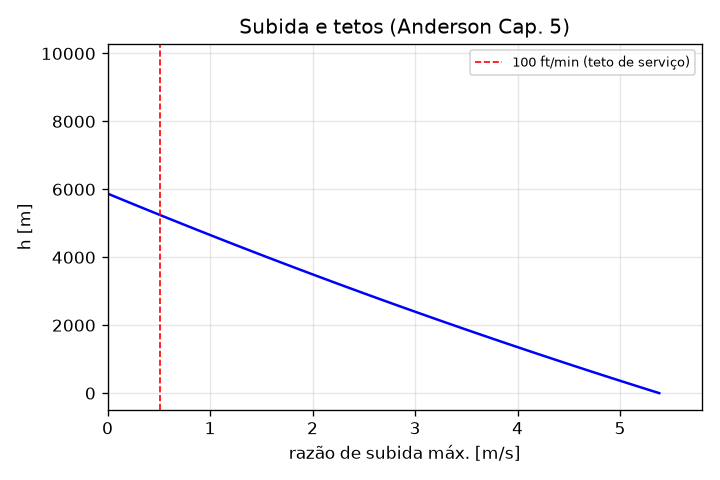 Subida e tetos (Anderson Cap. 5)
100 ft/min (teto de serviço)
10000
8000
6000
4000
2000
0
h [m]
0 1 2 3 4 5
razão de subida máx. [m/s]